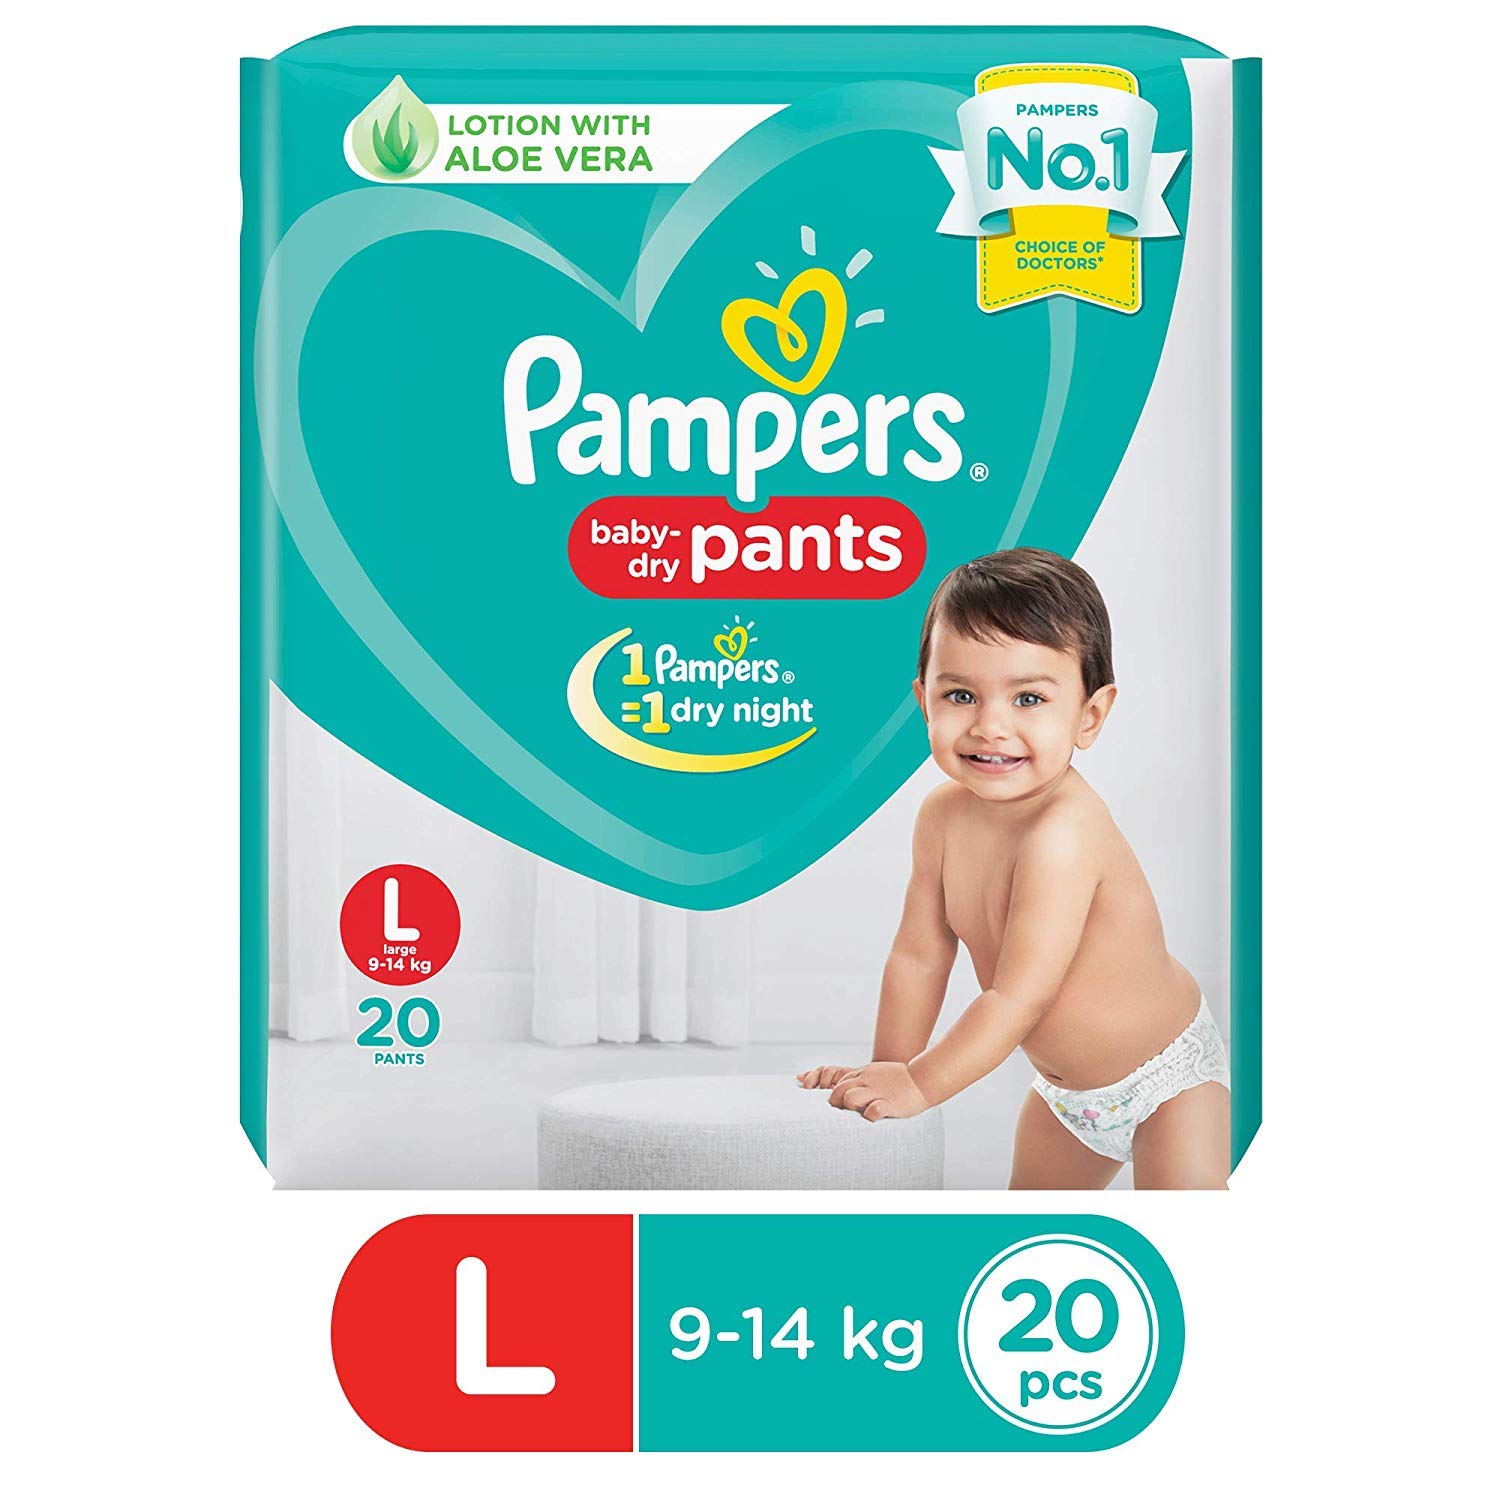 LOTION WITH
ALOE VERA
PAMPERS
No.1
CHOICE OF
DOCTORS*
Pampers®
baby-
dry pants
1 Pampers®
=1 dry night
L
large
9-14 kg
20
PANTS
L
9-14 kg
20
pcs